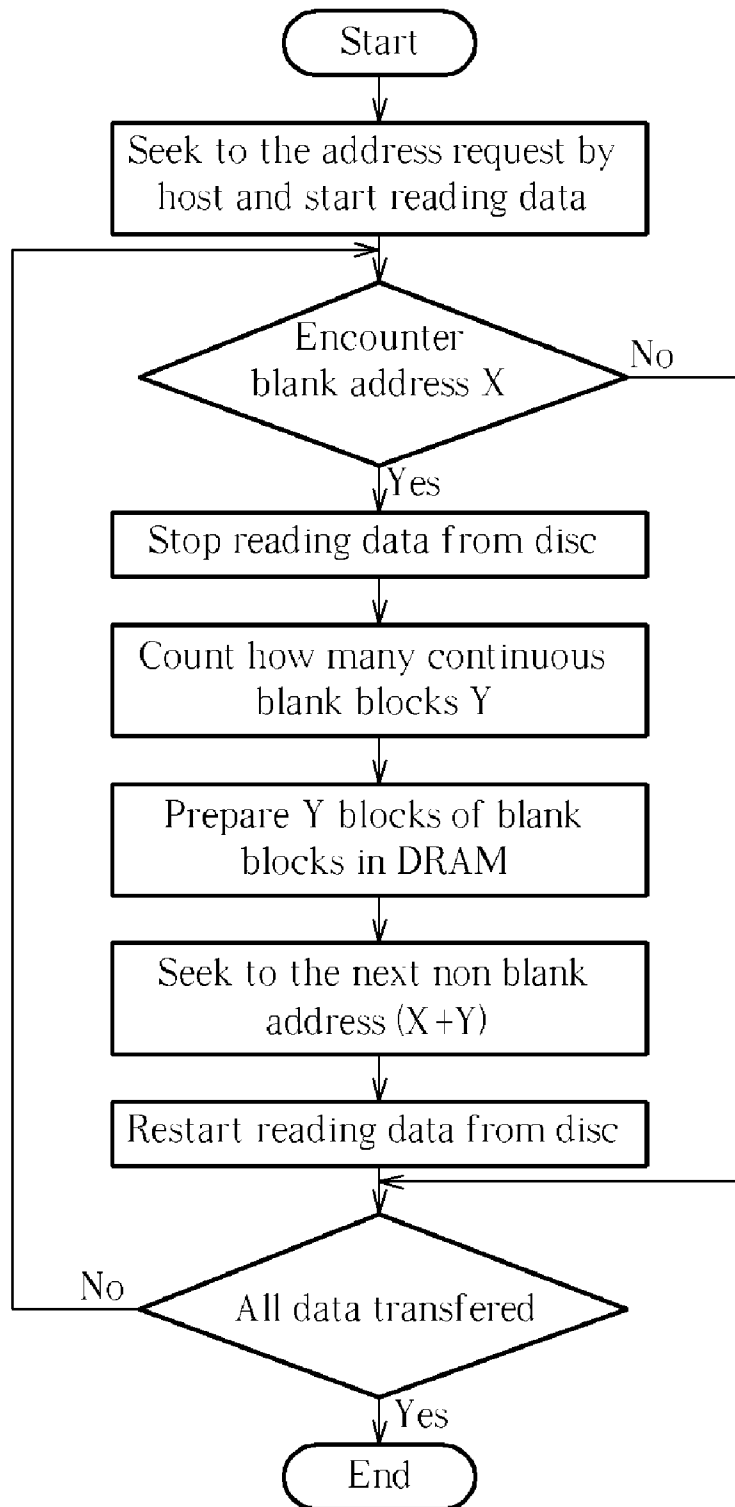 Start
Seek to the address request by
host and start reading data
Encounter
blank address X
No
Yes
Stop reading data from disc
Count how many continuous
blank blocks Y
Prepare Y blocks of blank
blocks in DRAM
Seek to the next non blank
address (X+Y)
Restart reading data from disc
No
All data transfered
Yes
End